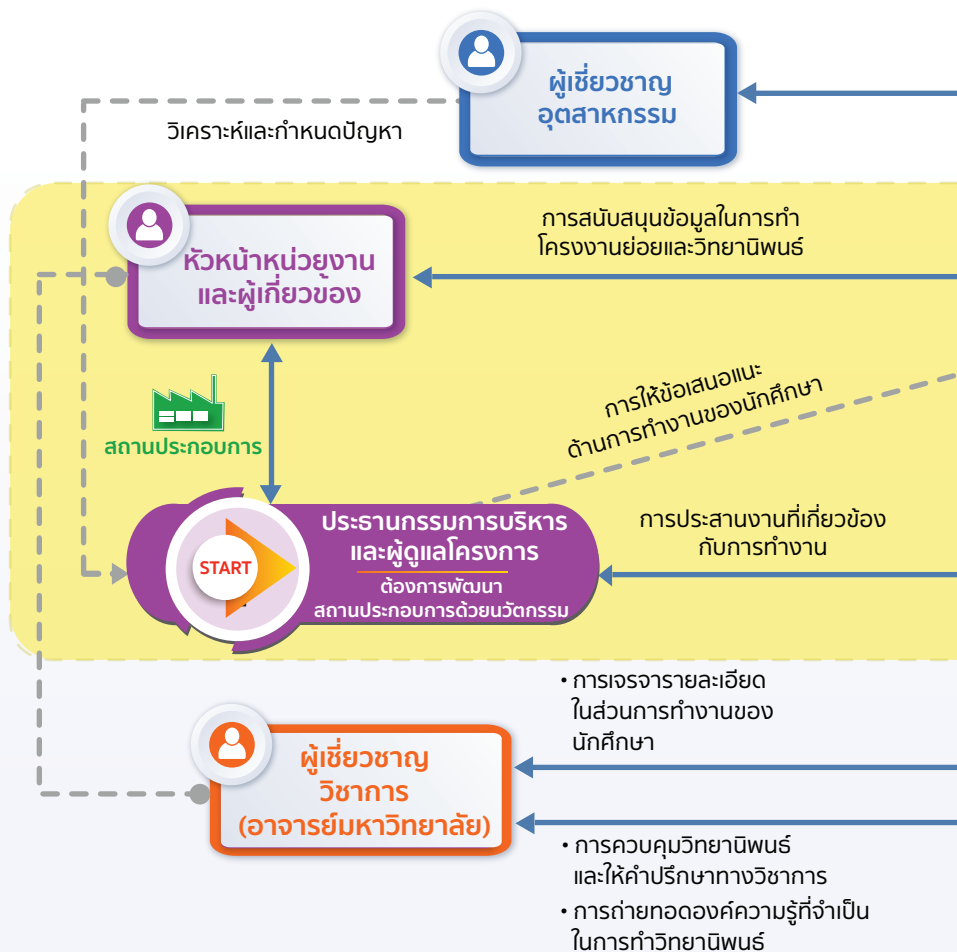 ผู้เชี่ยวชาญ
อุตสาหกรรม
วิเคราะห์และกำหนดปัญหา
การสนับสนุนข้อมูลในการทำ
โครงงานย่อยและวิทยานิพนธ์
หัวหน้าหน่วยงาน
และผู้เกี่ยวข้อง
การให้ข้อเสนอแนะ
ด้านการทำงานของนักศึกษา
สถานประกอบการ
ประธานกรรมการบริหาร
และผู้ดูแลโครงการ
START
ต้องการพัฒนา
สถานประกอบการด้วยนวัตกรรม
การประสานงานที่เกี่ยวข้อง
กับการทำงาน
• การเจรจารายละเอียด
ในส่วนการทำงานของ
นักศึกษา
ผู้เชี่ยวชาญ
วิชาการ
(อาจารย์มหาวิทยาลัย)
• การควบคุมวิทยานิพนธ์
และให้คำปรึกษาทางวิชาการ
• การถ่ายทอดองค์ความรู้ที่จำเป็น
ในการทำวิทยานิพนธ์